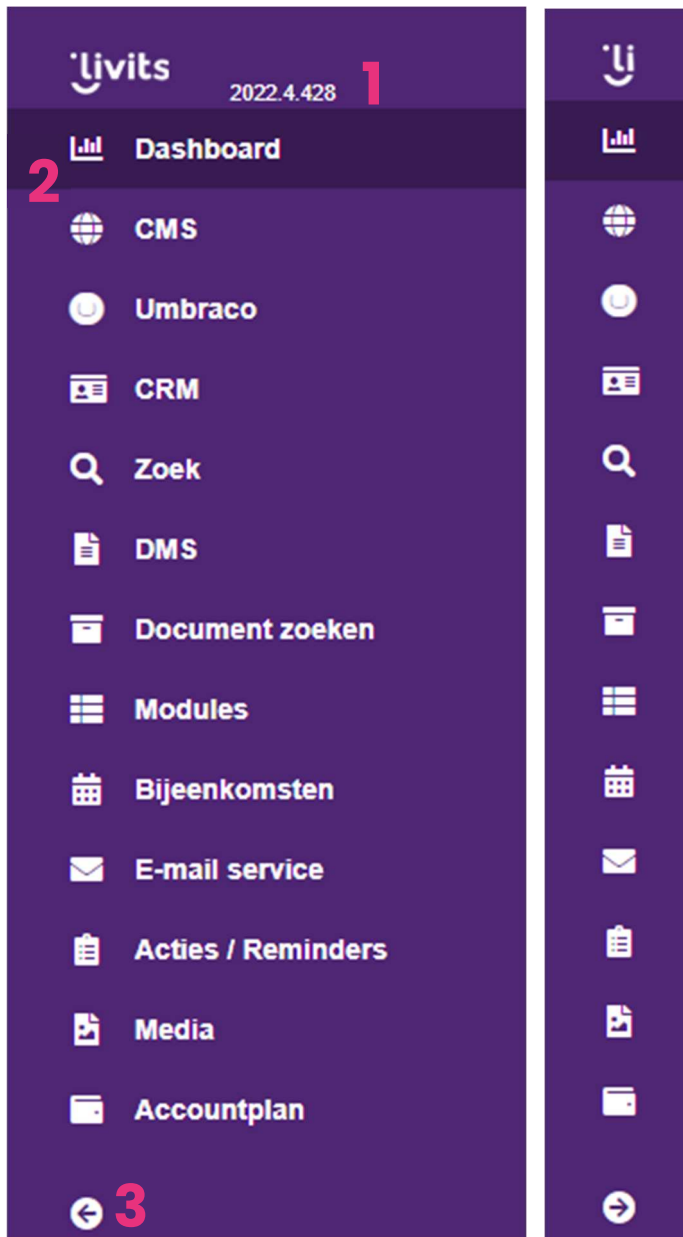 livits
2022.4.428
1
2
Dashboard
CMS
Umbraco
CRM
Zoek
DMS
Document zoeken
Modules
Bijeenkomsten
E-mail service
Acties / Reminders
Media
Accountplan
3
li